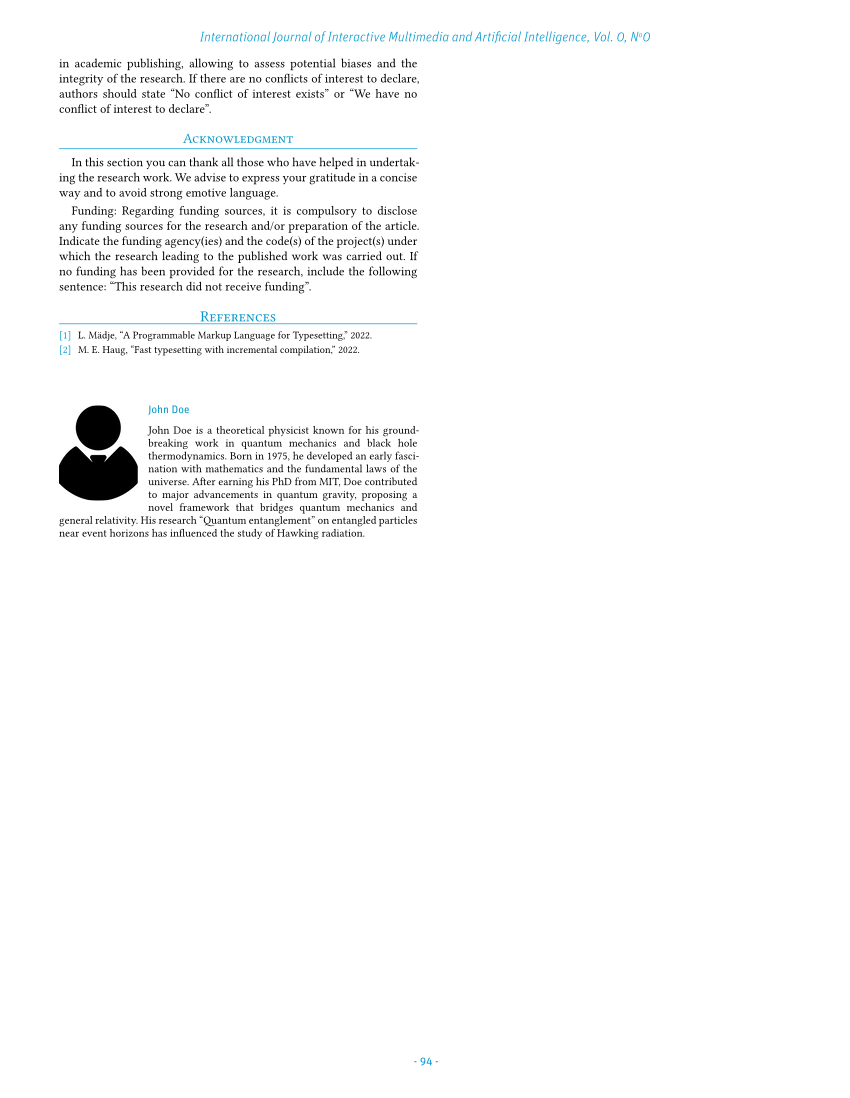 International Journal of Interactive Multimedia and Artificial Intelligence, Vol. 0, Nº0
in academic publishing, allowing to assess potential biases and the
integrity of the research. If there are no conflicts of interest to declare,
authors should state “No conflict of interest exists” or “We have no
conflict of interest to declare”.
Acknowledgment
In this section you can thank all those who have helped in undertak-
ing the research work. We advise to express your gratitude in a concise
way and to avoid strong emotive language.
Funding: Regarding funding sources, it is compulsory to disclose
any funding sources for the research and/or preparation of the article.
Indicate the funding agency(ies) and the code(s) of the project(s) under
which the research leading to the published work was carried out. If
no funding has been provided for the research, include the following
sentence: “This research did not receive funding”.
References
[1] L. Mädje, “A Programmable Markup Language for Typesetting,” 2022.
[2] M. E. Haug, “Fast typesetting with incremental compilation,” 2022.
John Doe
John Doe is a theoretical physicist known for his ground-
breaking work in quantum mechanics and black hole
thermodynamics. Born in 1975, he developed an early fasci-
nation with mathematics and the fundamental laws of the
universe. After earning his PhD from MIT, Doe contributed
to major advancements in quantum gravity, proposing a
novel framework that bridges quantum mechanics and
general relativity. His research “Quantum entanglement” on entangled particles
near event horizons has influenced the study of Hawking radiation.
- 94 -